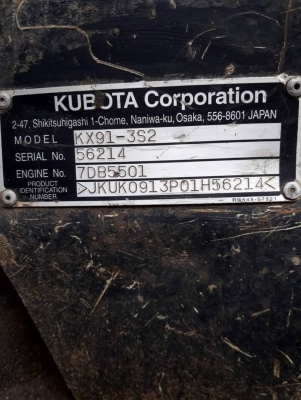 KUBOTA Corporation
2-47, Shikitsuhigashi 1-Chome, Naniwa-ku, Osaka, 556-8601 JAPAN
MODEL KX91-3S2
SERIAL No. 56214
ENGINE No. 7DB5501
PRODUCT
IDENTIFICATION
NUMBER >JKUK0913P01H56214<